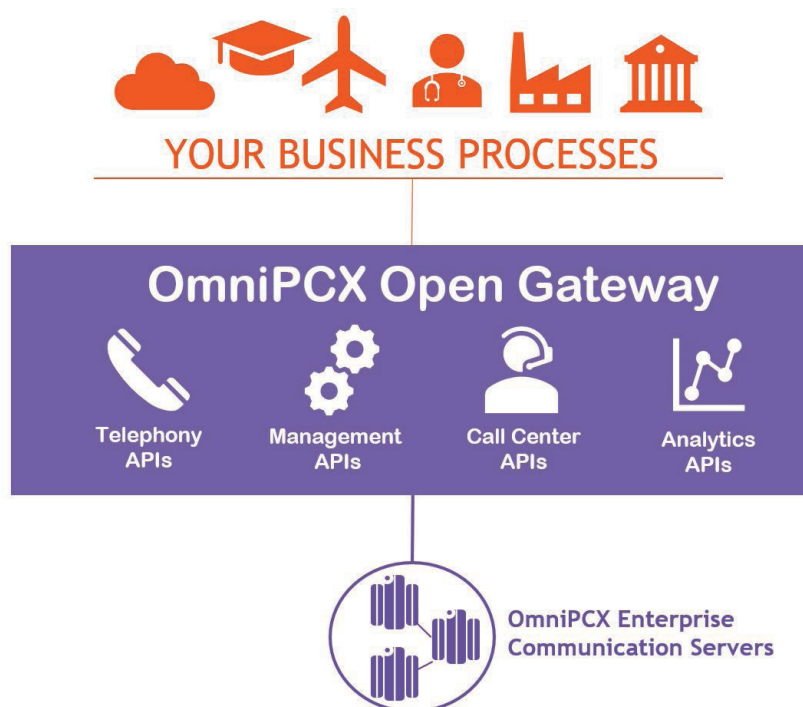 YOUR BUSINESS PROCESSES
OmniPCX Open Gateway
Telephony
APIs
Management
APIs
Call Center
APIs
Analytics
APIs
OmniPCX Enterprise
Communication Servers